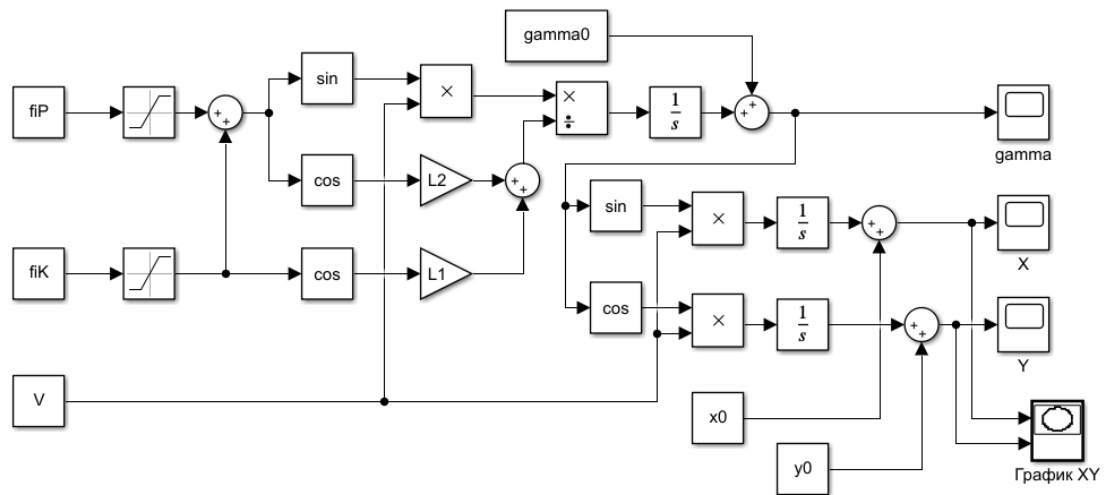 gamma0
sin
×
×
÷
1
s
+
+
fiP
+
+
gamma
cos
L2
+
+
sin
×
1
s
+
+
X
fiK
cos
L1
cos
×
1
s
+
+
Y
V
x0
y0
График XY